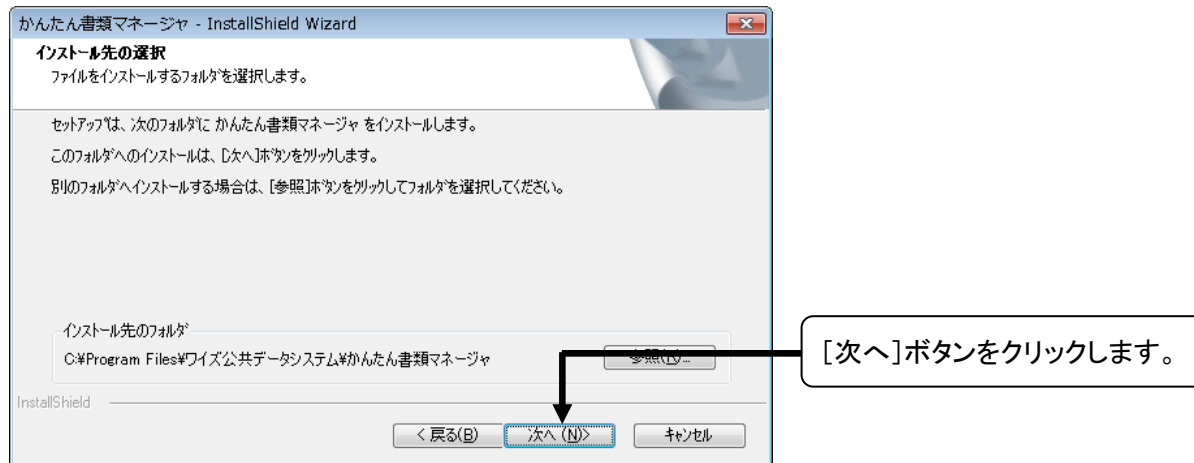 かんたん書類マネージャ - InstallShield Wizard
インストール先の選択
ファイルをインストールするフォルダを選択します。
セットアップは、次のフォルダに かんたん書類マネージャ をインストールします。
このフォルダへのインストールは、[次へ]ボタンをクリックします。
別のフォルダへインストールする場合は、[参照]ボタンをクリックしてフォルダを選択してください。
インストール先のフォルダ
C:¥Program Files¥ワイズ公共データシステム¥かんたん書類マネージャ
参照(R)...
[次へ]ボタンをクリックします。
InstallShield
< 戻る(B)
次へ (N)>
キャンセル